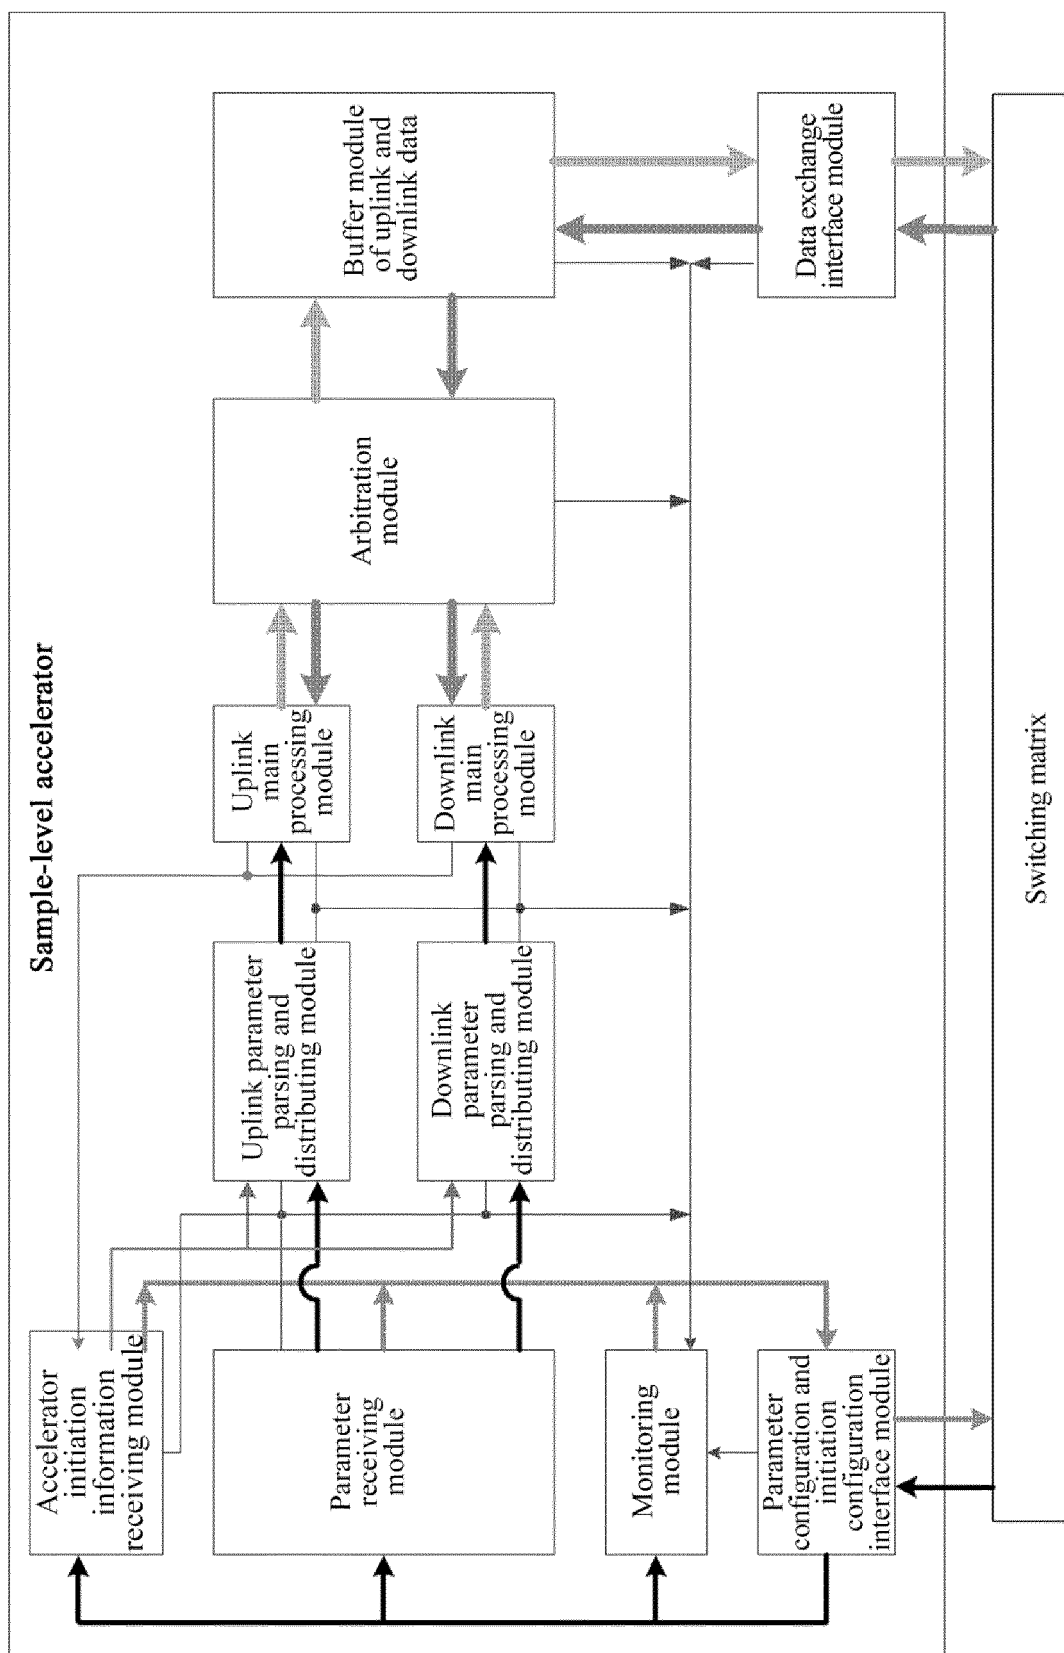 Sample-level accelerator
Accelerator
initiation
information
receiving module
Uplink parameter
parsing and
distributing module
Uplink
main
processing
module
Parameter
receiving
module
Downlink
parameter
parsing and
distributing module
Downlink
main
processing
module
Arbitration
module
Buffer module
of uplink and
downlink data
Monitoring
module
Parameter
configuration and
initiation
configuration
interface module
Data exchange
interface module
Switching matrix